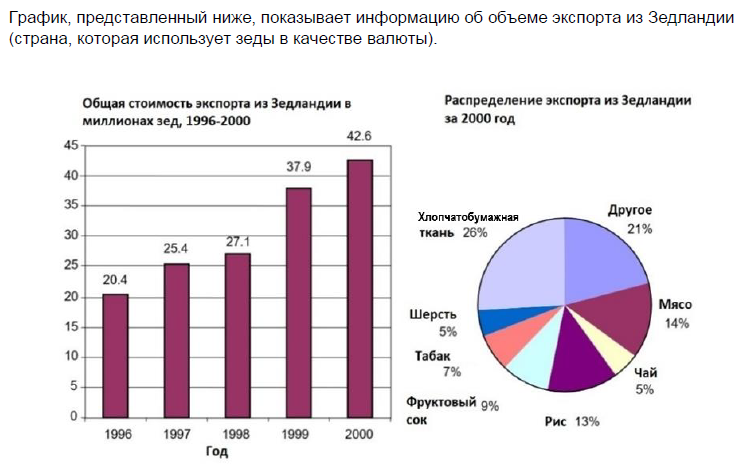 График, представленный ниже, показывает информацию об объеме экспорта из Зедландии
(страна, которая использует зеды в качестве валюты).
Общая стоимость экспорта из Зедландии в
миллионах зед, 1996-2000
45
40
35
30
25
20
15
10
5
0
20.4
25.4
27.1
37.9
42.6
1996
1997
1998
1999
2000
Год
Распределение экспорта из Зедландии
за 2000 год
Хлопчатобумажная
ткань 26%
Другое
21%
Мясо
14%
Чай
5%
Рис 13%
Фруктовый 9%
сок
Табак
7%
Шерсть
5%